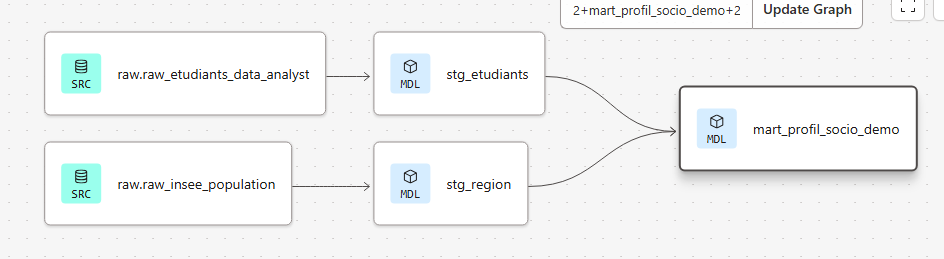 2+mart_profil_socio_demo+2
Update Graph
SRC
raw.raw_etudiants_data_analyst
MDL
stg_etudiants
MDL
mart_profil_socio_demo
SRC
raw.raw_insee_population
MDL
stg_region